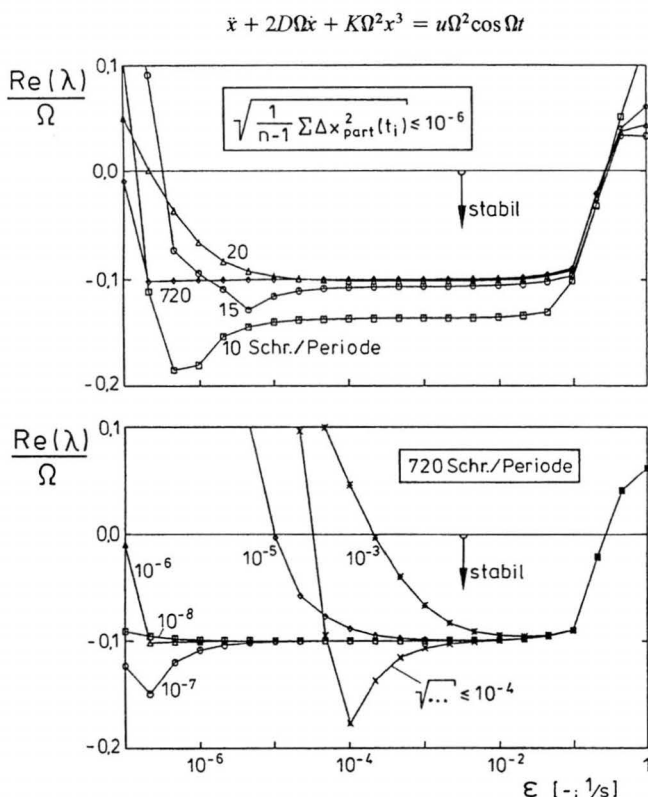 ẍ + 2DΩẋ + KΩ²x³ = uΩ²cos Ωt
Re(λ)
Ω
0,1
0,0
-0,1
-0,2
√(1/(n-1) Σ Δx²part(tᵢ)) ≤ 10⁻⁶
stabil
20
720
15
10 Schr./Periode
Re(λ)
Ω
0,1
0,0
-0,1
-0,2
720 Schr./Periode
10⁻⁶
10⁻⁵
10⁻³
stabil
10⁻⁸
10⁻⁷
√... ≤ 10⁻⁴
10⁻⁶
10⁻⁴
10⁻²
1
ε [-; 1/s]